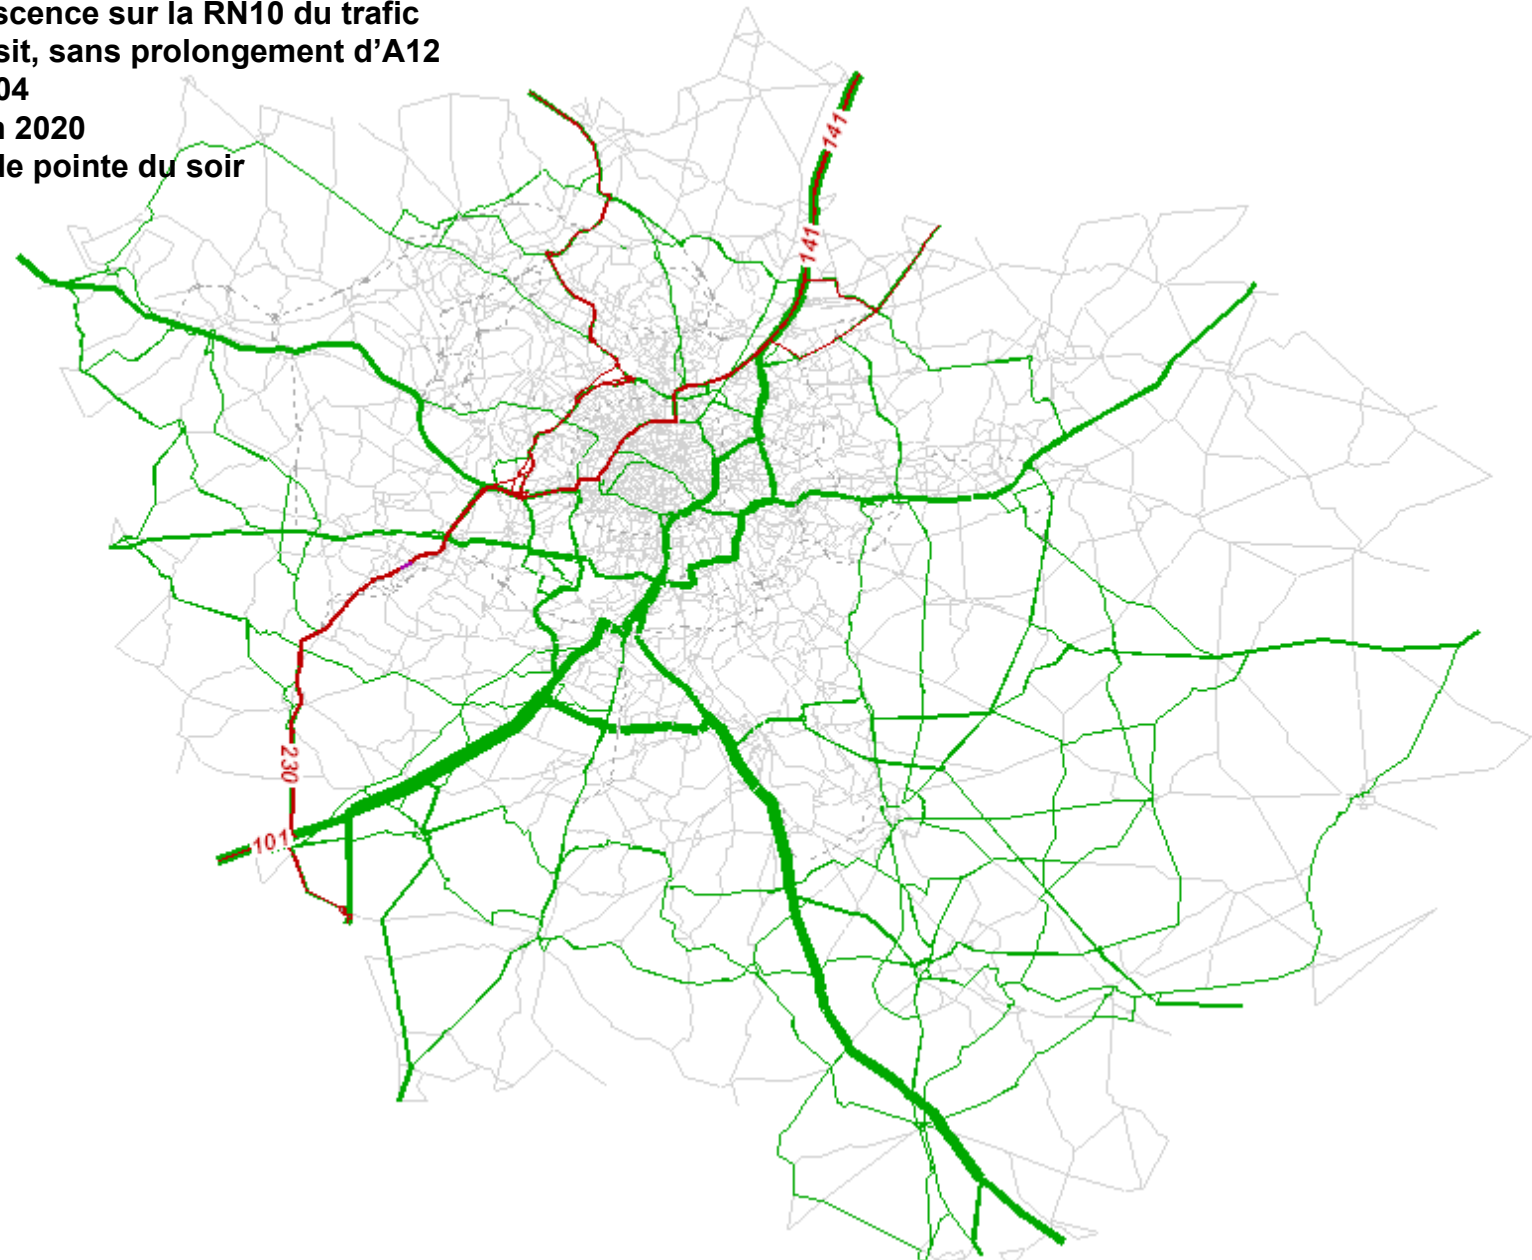 scence sur la RN10 du trafic
sit, sans prolongement d’A12
04
n 2020
de pointe du soir
141
141
230
101